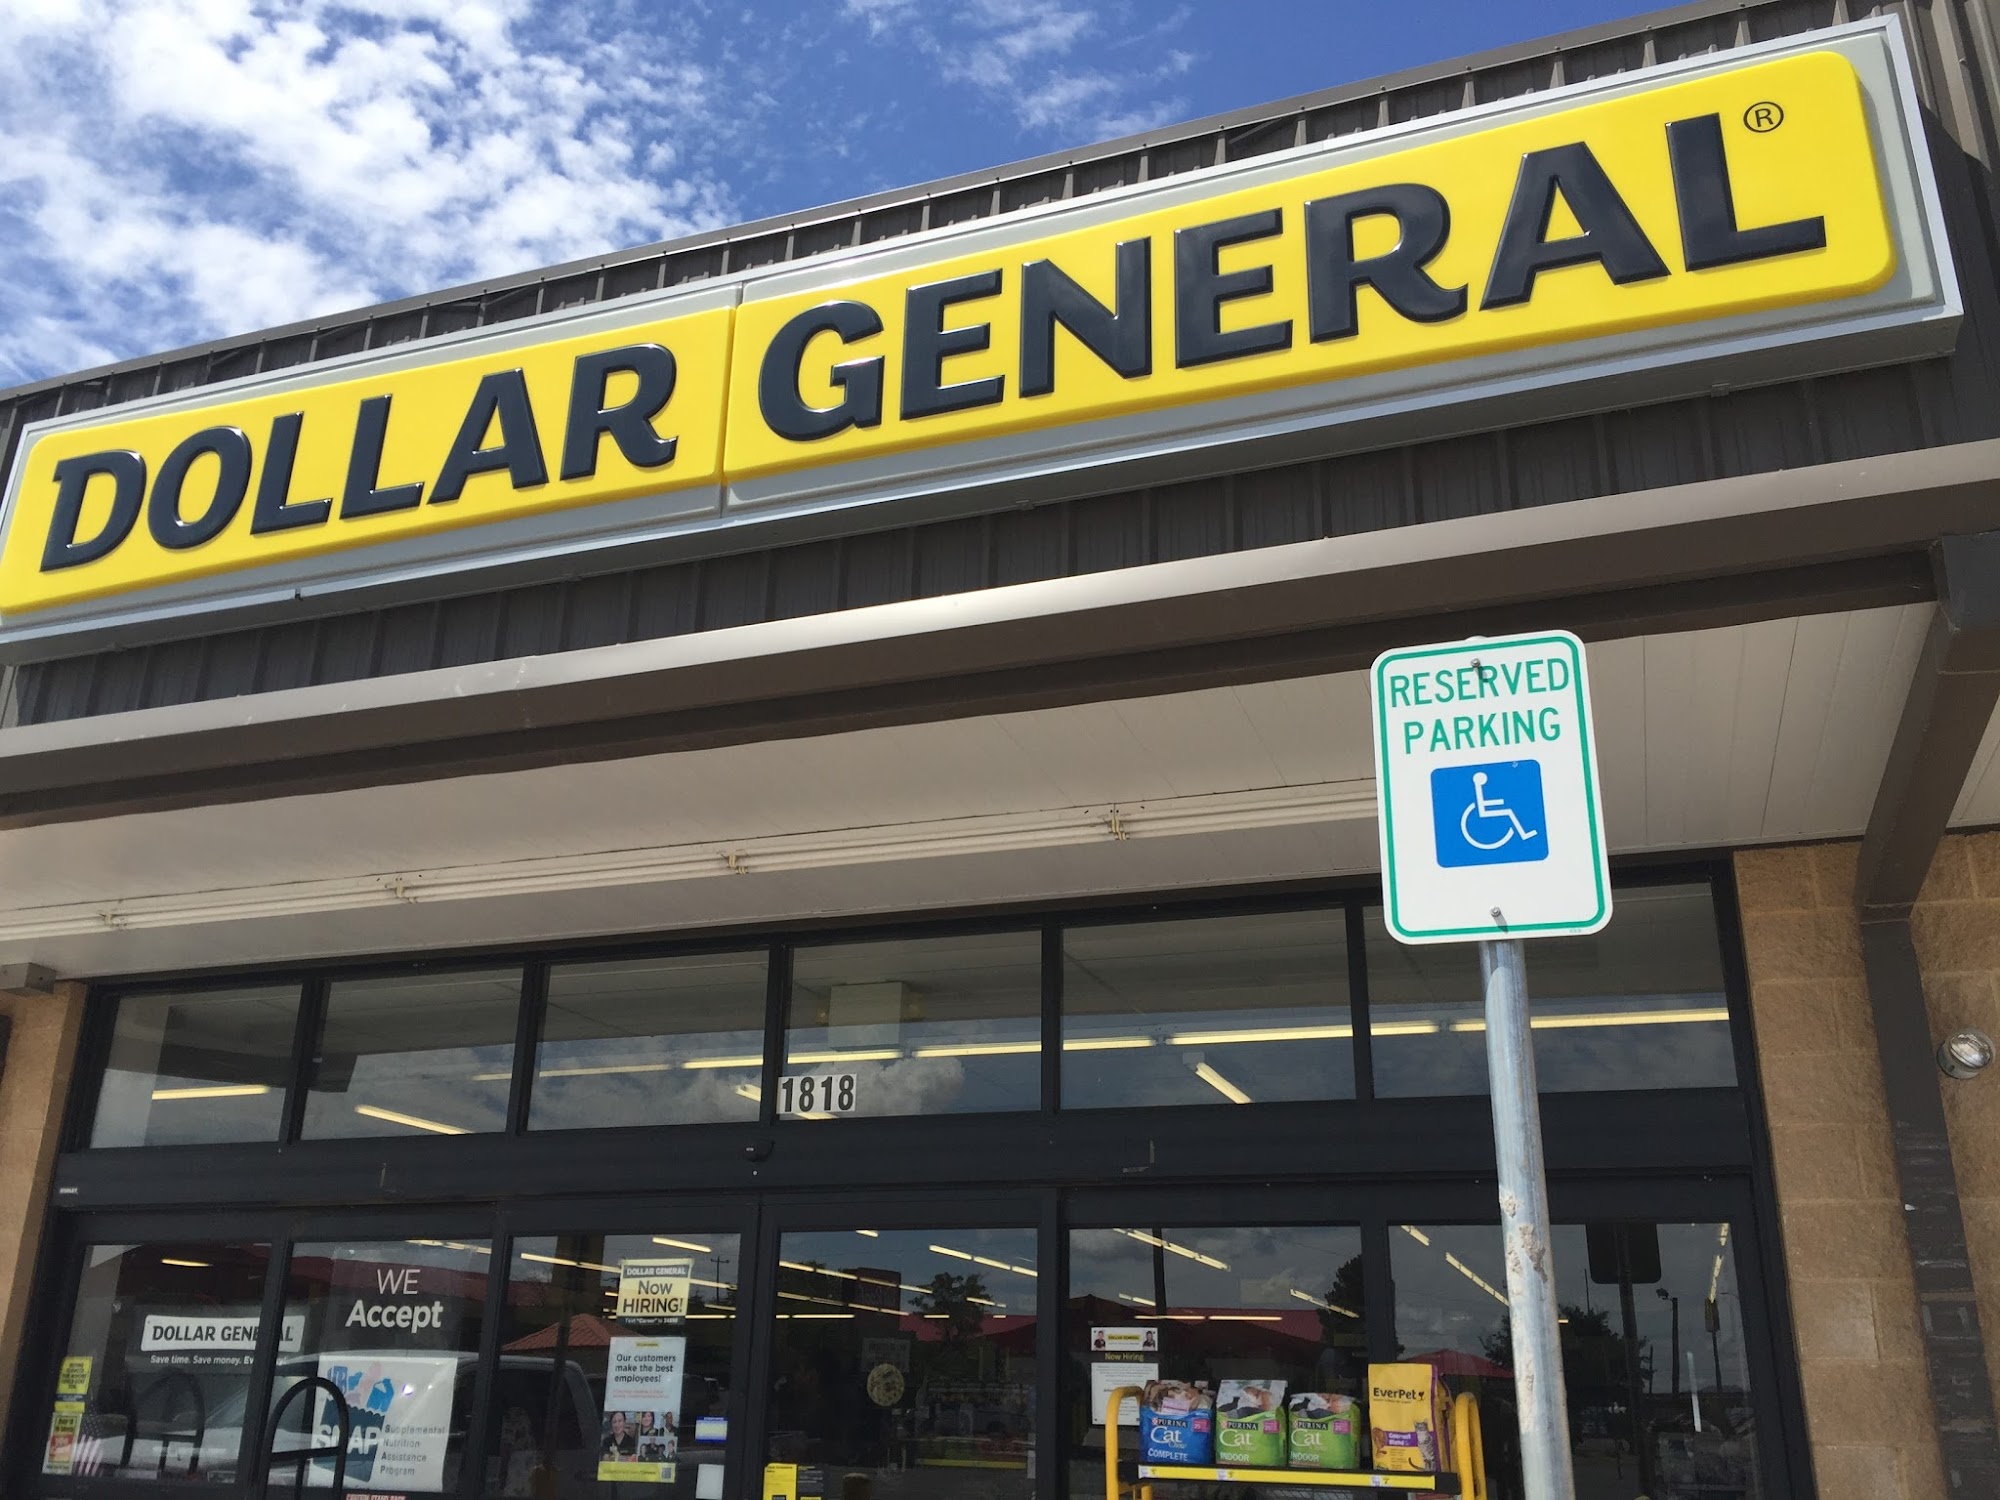 DOLLAR GENERAL®
RESERVED
PARKING
1818
WE
Accept
Supplemental
Nutrition
Assistance
Program
DOLLAR GENERAL
Save time. Save money.
DOLLAR GENERAL
Now
HIRING!
Our customers
make the best
employees!
DOLLAR GENERAL
Now Hiring
PURINA
Cat
Chow
COMPLETE
PURINA
Cat
INDOOR
PURINA
Cat
INDOOR
EverPet